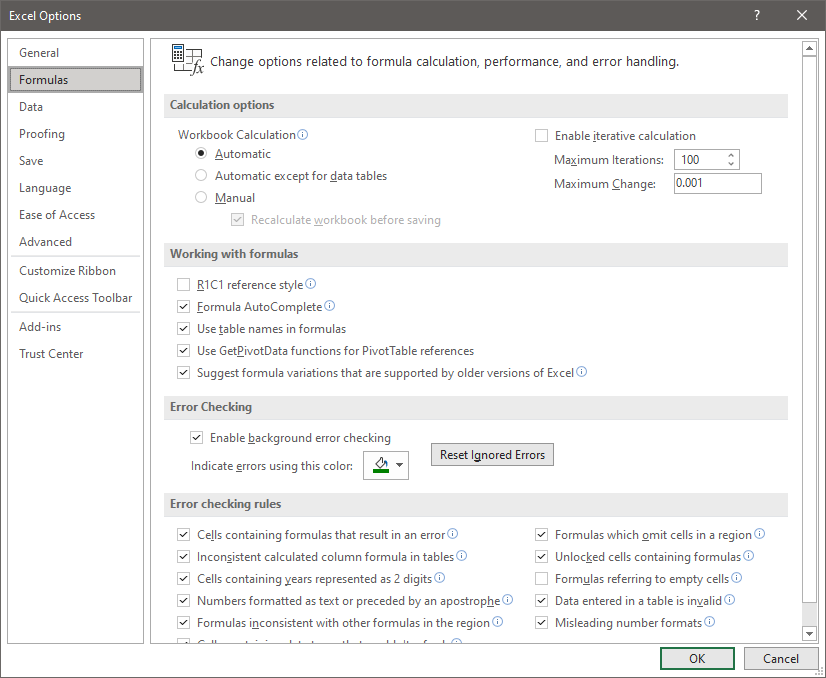 Excel Options
General
Formulas
Data
Proofing
Save
Language
Ease of Access
Advanced
Customize Ribbon
Quick Access Toolbar
Add-ins
Trust Center
Change options related to formula calculation, performance, and error handling.
Calculation options
Workbook Calculation
Automatic
Automatic except for data tables
Manual
Recalculate workbook before saving
Enable iterative calculation
Maximum Iterations: 100
Maximum Change: 0.001
Working with formulas
R1C1 reference style
Formula AutoComplete
Use table names in formulas
Use GetPivotData functions for PivotTable references
Suggest formula variations that are supported by older versions of Excel
Error Checking
Enable background error checking
Indicate errors using this color:
Reset Ignored Errors
Error checking rules
Cells containing formulas that result in an error
Inconsistent calculated column formula in tables
Cells containing years represented as 2 digits
Numbers formatted as text or preceded by an apostrophe
Formulas inconsistent with other formulas in the region
Formulas which omit cells in a region
Unlocked cells containing formulas
Formulas referring to empty cells
Data entered in a table is invalid
Misleading number formats
OK
Cancel